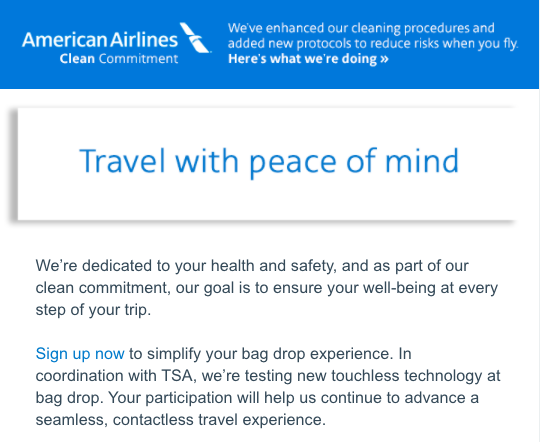 American Airlines
Clean Commitment
We've enhanced our cleaning procedures and
added new protocols to reduce risks when you fly.
Here's what we're doing »
Travel with peace of mind
We’re dedicated to your health and safety, and as part of our
clean commitment, our goal is to ensure your well-being at every
step of your trip.
Sign up now to simplify your bag drop experience. In
coordination with TSA, we’re testing new touchless technology at
bag drop. Your participation will help us continue to advance a
seamless, contactless travel experience.